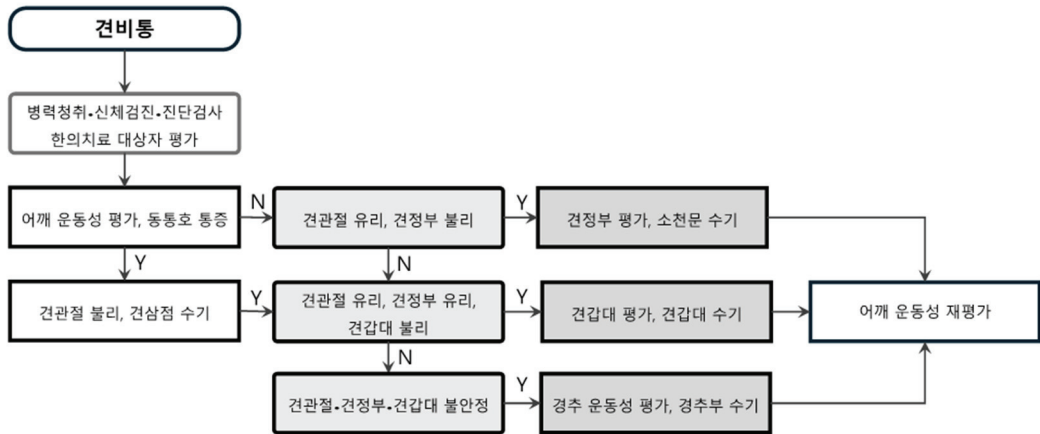 견비통
병력청취•신체검진•진단검사
한의치료 대상자 평가
어깨 운동성 평가, 동통호 통증
N
견관절 유리, 견정부 불리
Y
견정부 평가, 소천문 수기
Y
N
견관절 불리, 견삼점 수기
Y
견관절 유리, 견정부 유리,
견갑대 불리
Y
견갑대 평가, 견갑대 수기
어깨 운동성 재평가
N
견관절•견정부•견갑대 불안정
Y
경추 운동성 평가, 경추부 수기